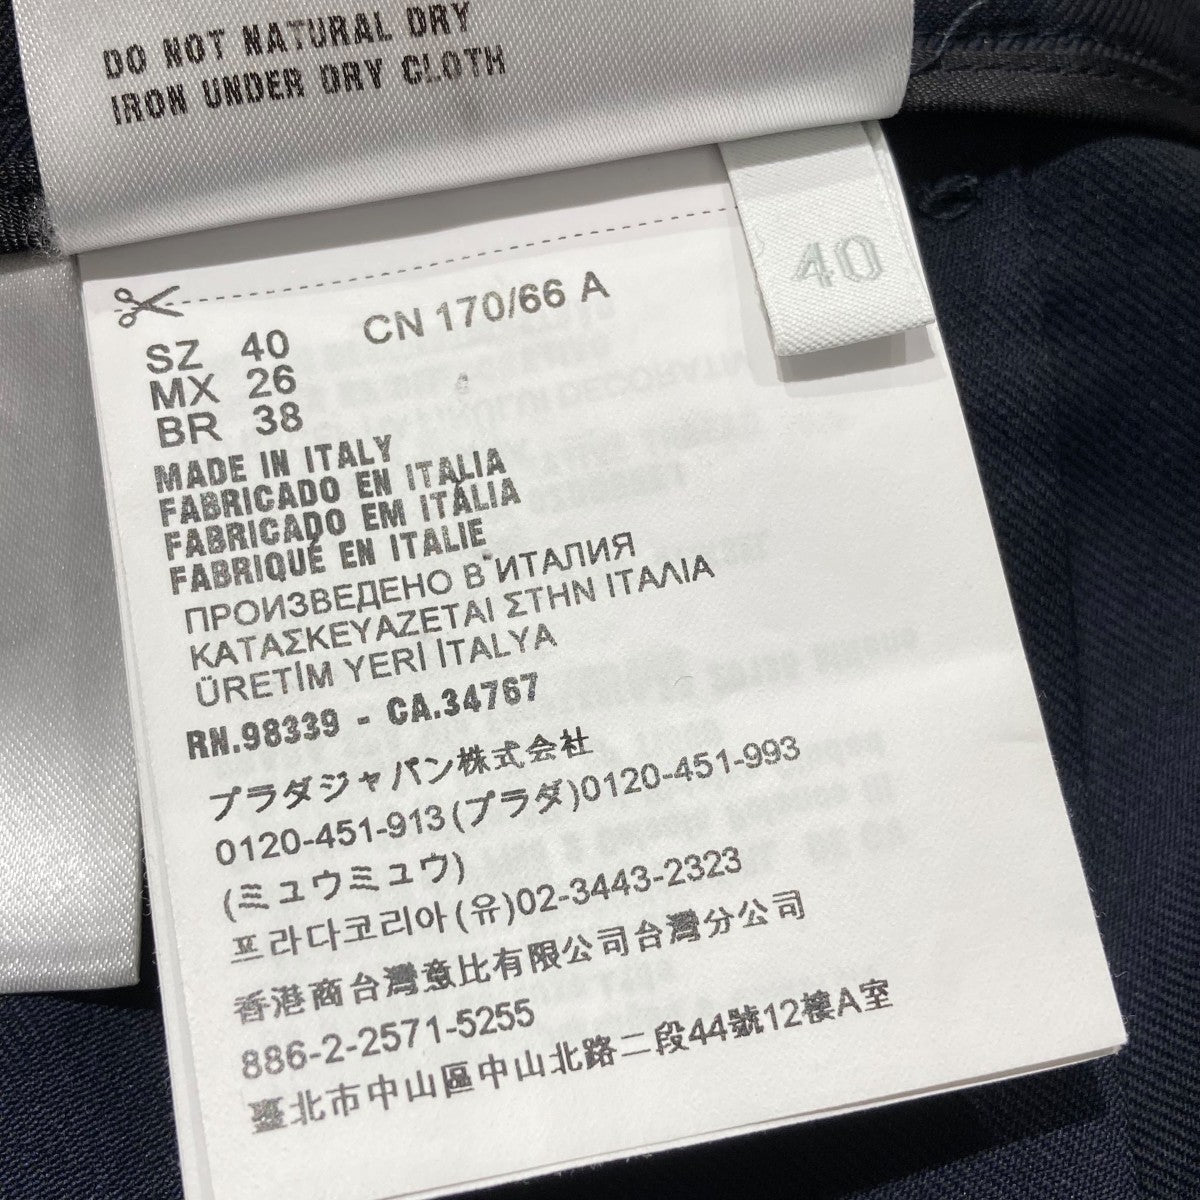 DO NOT NATURAL DRY
IRON UNDER DRY CLOTH
40
SZ 40 CN 170/66 A
MX 26
BR 38
MADE IN ITALY
FABRICADO EN ITALIA
FABRICADO EM ITÁLIA
FABRIQUÉ EN ITALIE
ПРОИЗВЕДЕНО В ИТАЛИЯ
ΚΑΤΑΣΚΕΥΑΖΕΤΑΙ ΣΤΗΝ ΙΤΑΛΙΑ
ÜRETİM YERİ İTALYA
RN.98339 - CA.34767
プラダジャパン株式会社
0120-451-913(プラダ)0120-451-993
(ミュウミュウ)
프라다코리아(유)02-3443-2323
香港商台灣意比有限公司台灣分公司
886-2-2571-5255
臺北市中山區中山北路二段44號12樓A室